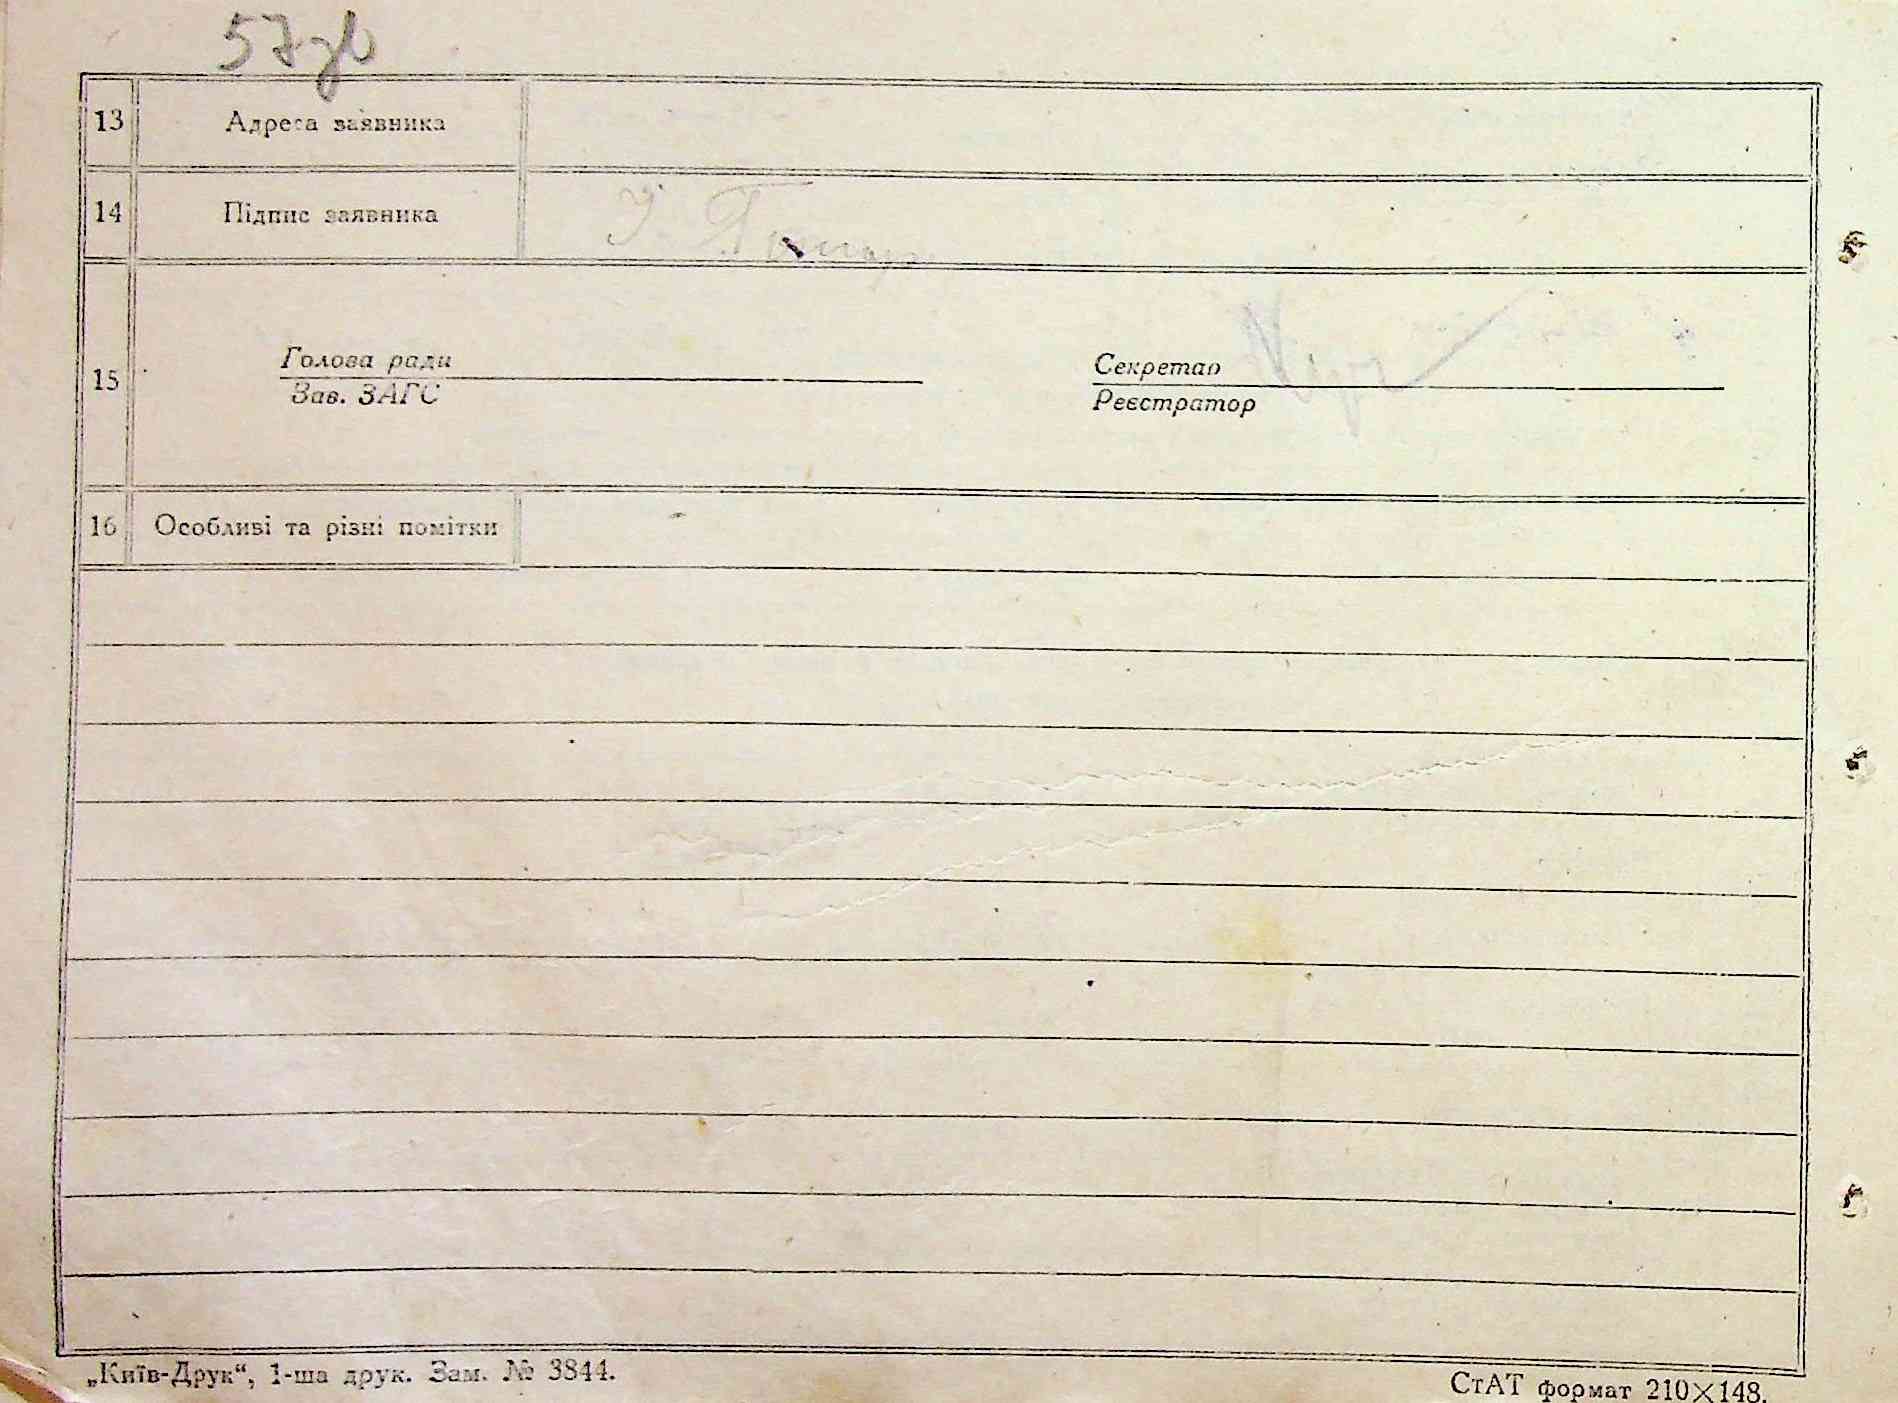 57зв
13 Адреса заявника
14 Підпис заявника
15
Голова ради
Зав. ЗАГС
Секретар
Реєстратор
16 Особливі та різні помітки
„Київ-Друк“, 1-ша друк. Зам. № 3844.
СтАТ формат 210×148.